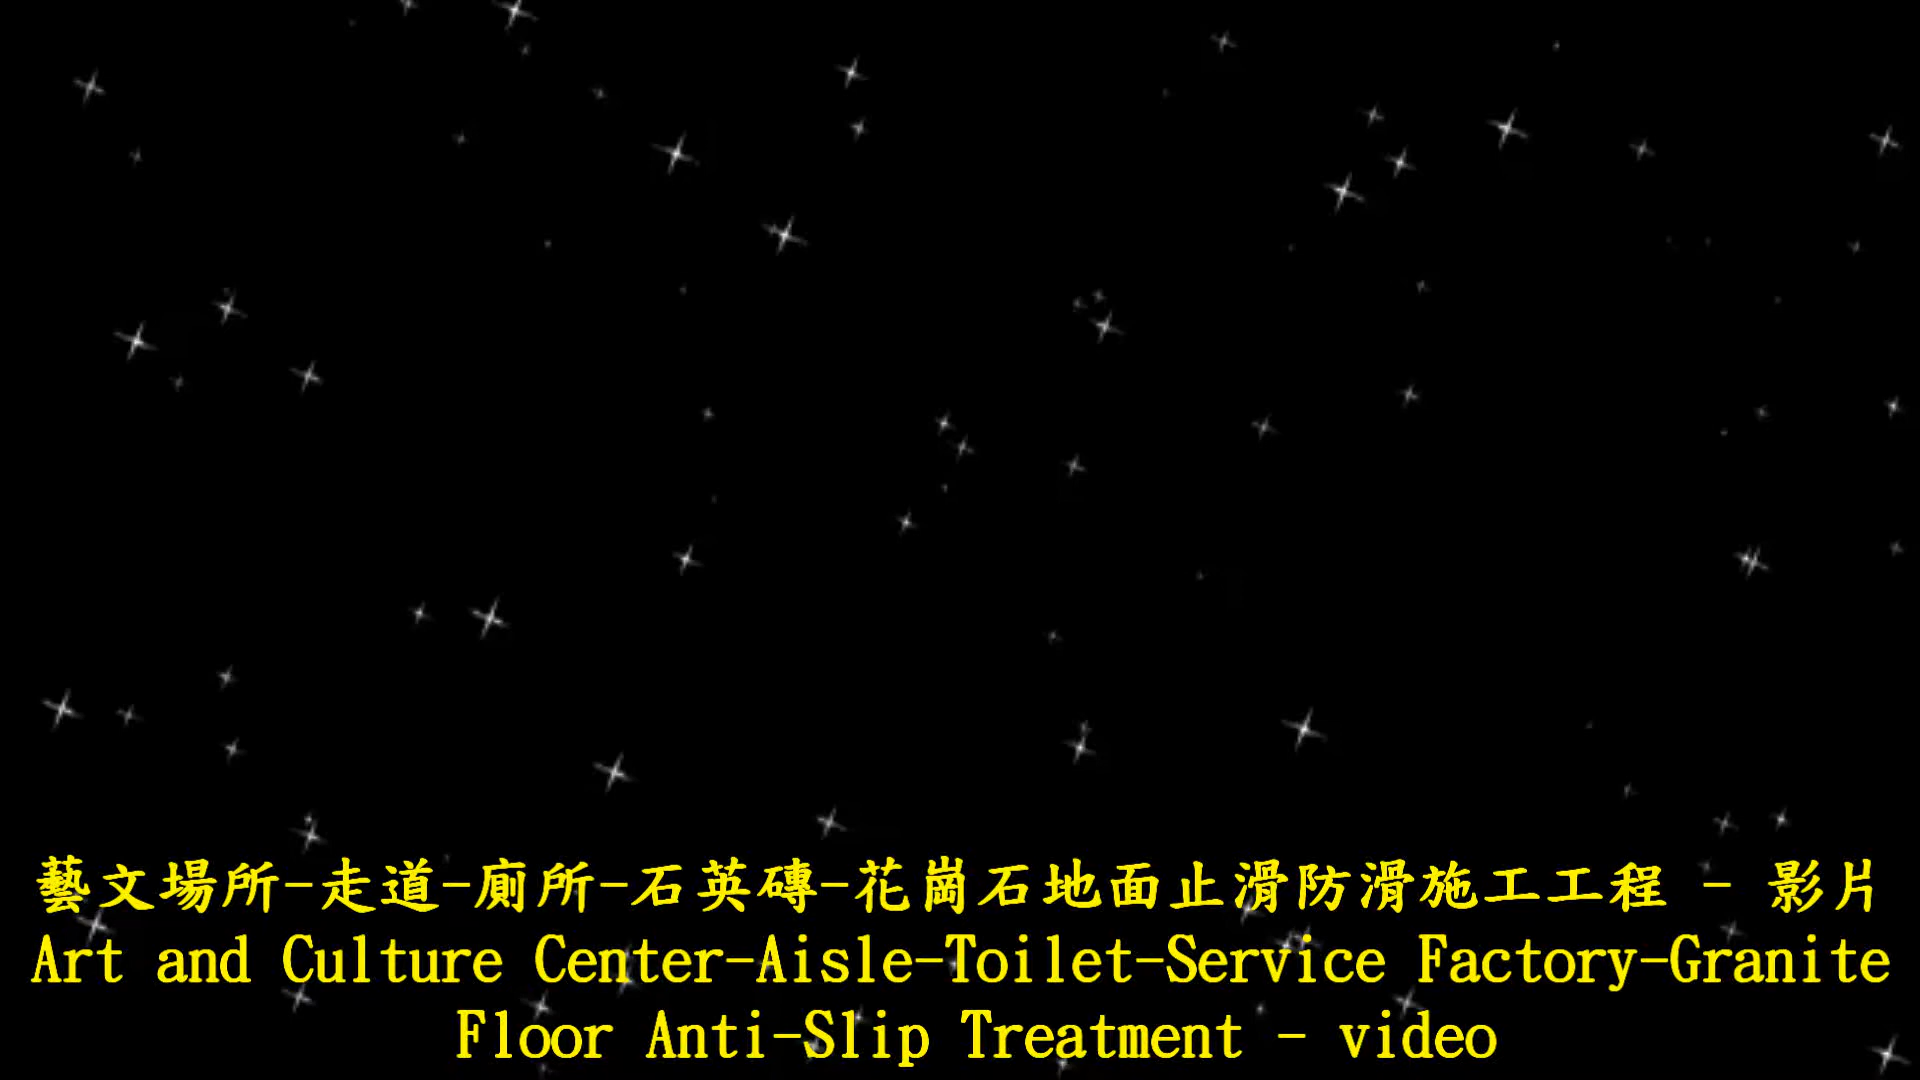 藝文場所-走道-廁所-石英磚-花崗石地面止滑防滑施工工程 - 影片
Art and Culture Center-Aisle-Toilet-Service Factory-Granite
Floor Anti-Slip Treatment - video